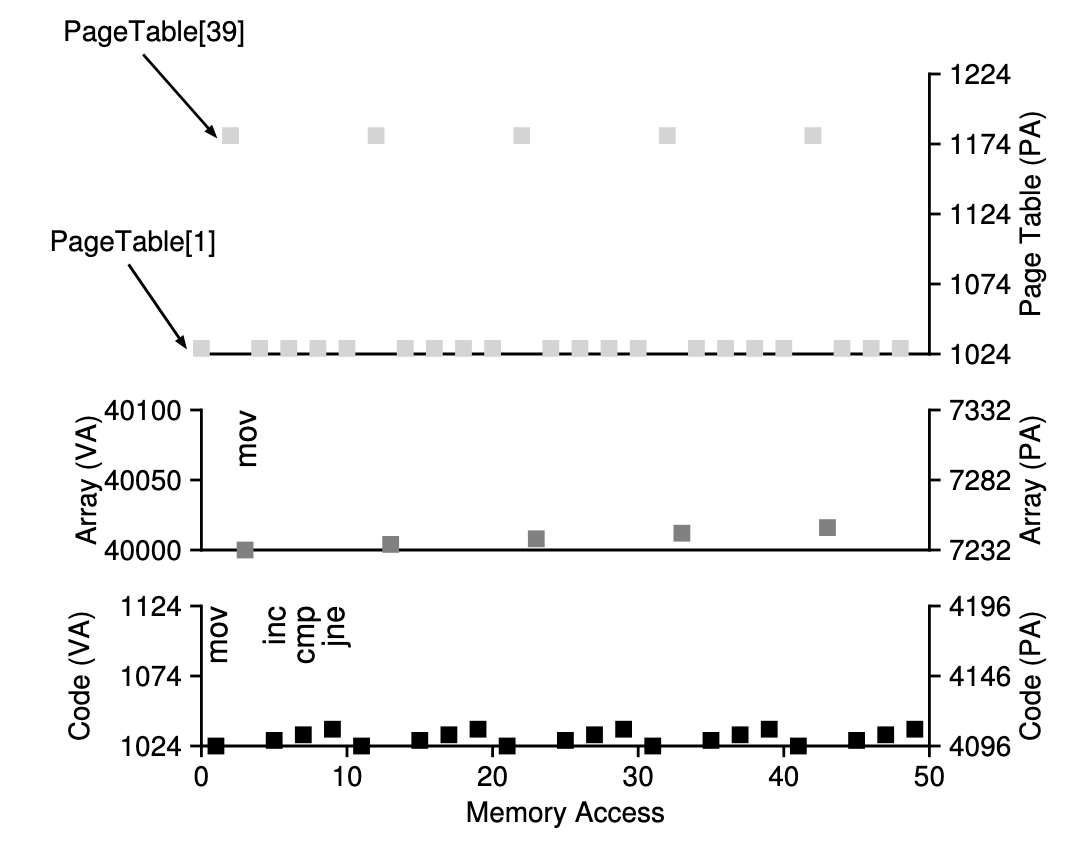 PageTable[39]
1224
1174
1124
1074
1024
Page Table (PA)
PageTable[1]
40100
40050
40000
Array (VA)
mov
7332
7282
7232
Array (PA)
1124
1074
1024
Code (VA)
mov
inc
cmp
jne
4196
4146
4096
Code (PA)
0 10 20 30 40 50
Memory Access